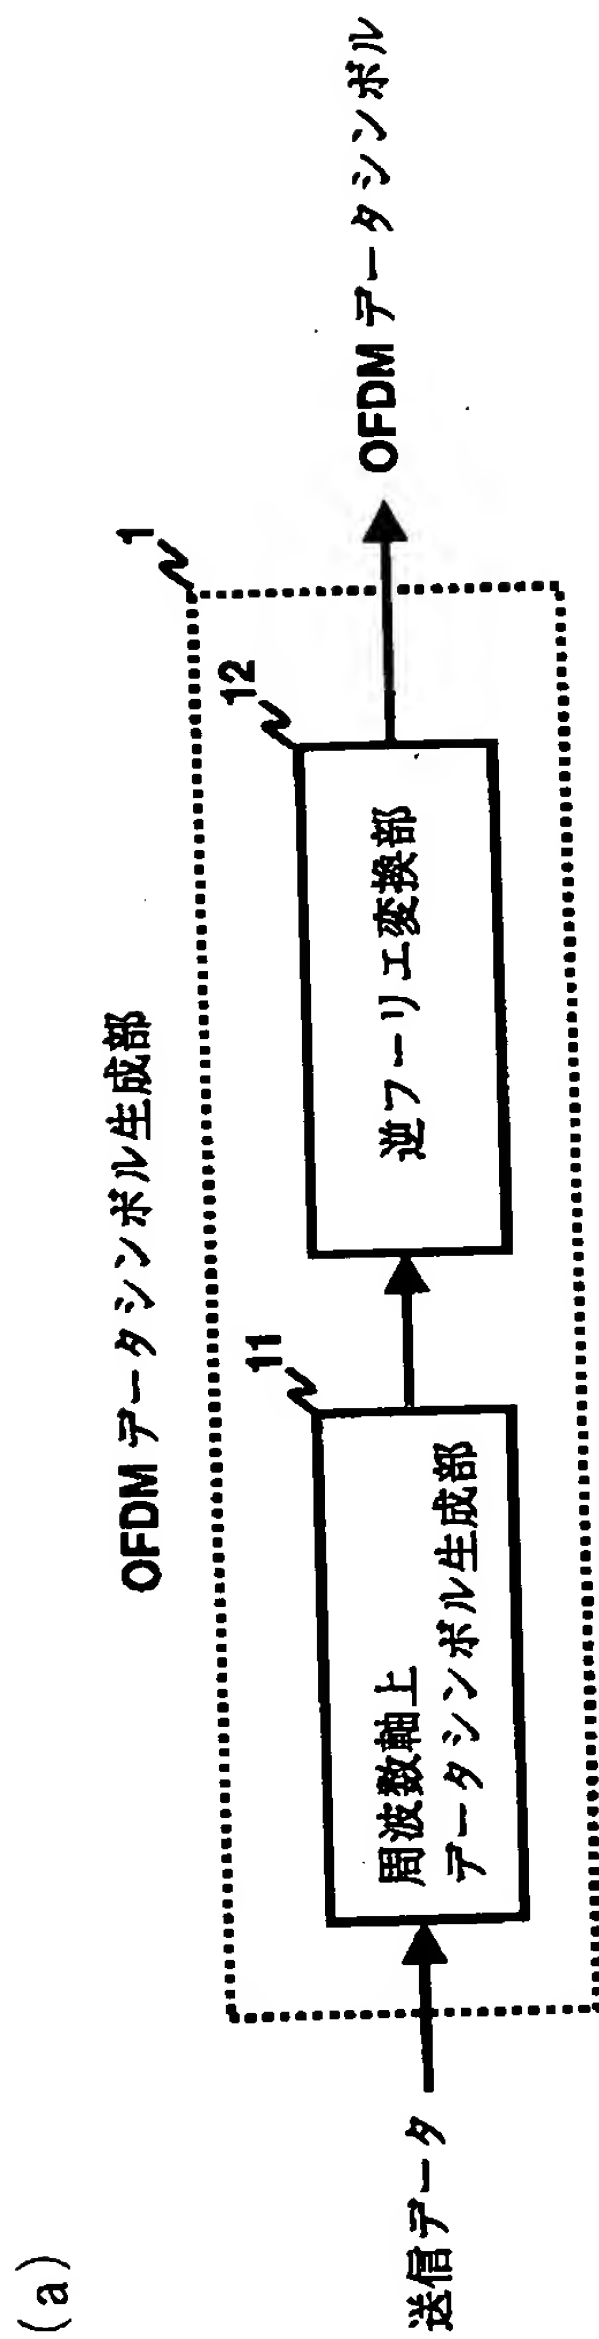 (a)
OFDM データシンボル生成部
1
11
12
送信データ
周波数軸上
データシンボル生成部
逆フーリエ変換部
OFDM データシンボル